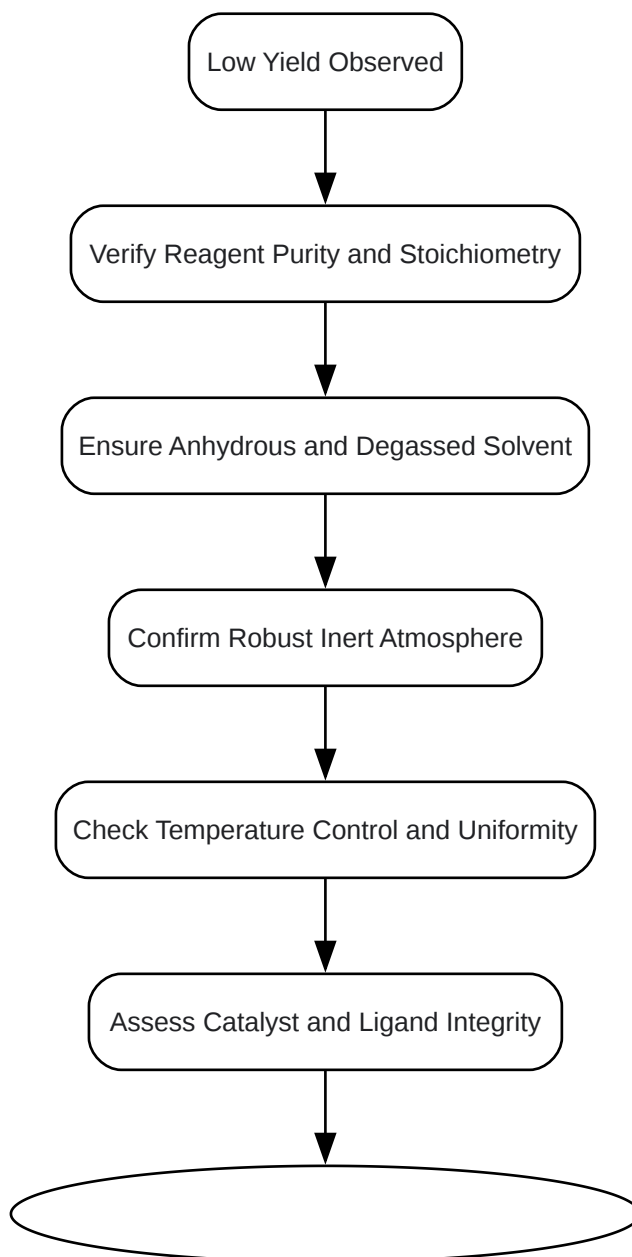 Low Yield Observed
Verify Reagent Purity and Stoichiometry
Ensure Anhydrous and Degassed Solvent
Confirm Robust Inert Atmosphere
Check Temperature Control and Uniformity
Assess Catalyst and Ligand Integrity